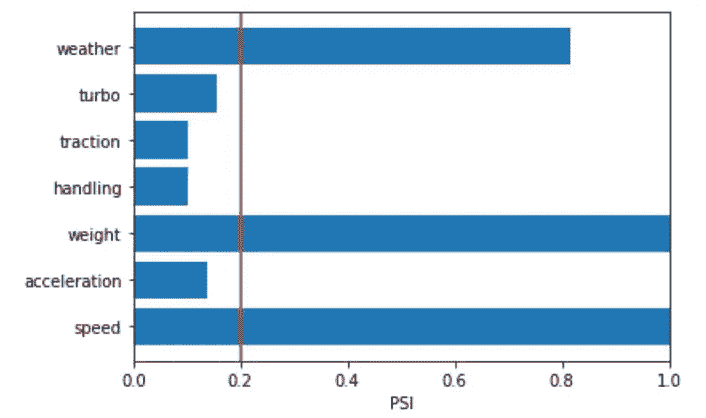 weather
turbo
traction
handling
weight
acceleration
speed
0.0 0.2 0.4 0.6 0.8 1.0
PSI